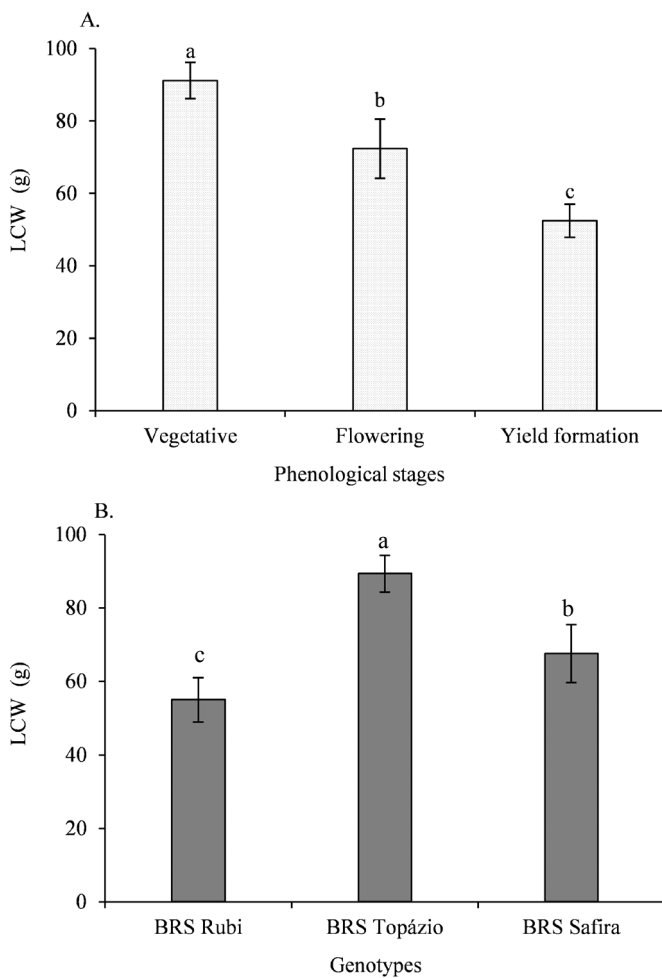 A.
100
80
60
40
20
0
LCW (g)
a
b
c
Vegetative Flowering Yield formation
Phenological stages
B.
100
80
60
40
20
0
LCW (g)
c
a
b
BRS Rubi BRS Topázio BRS Safira
Genotypes